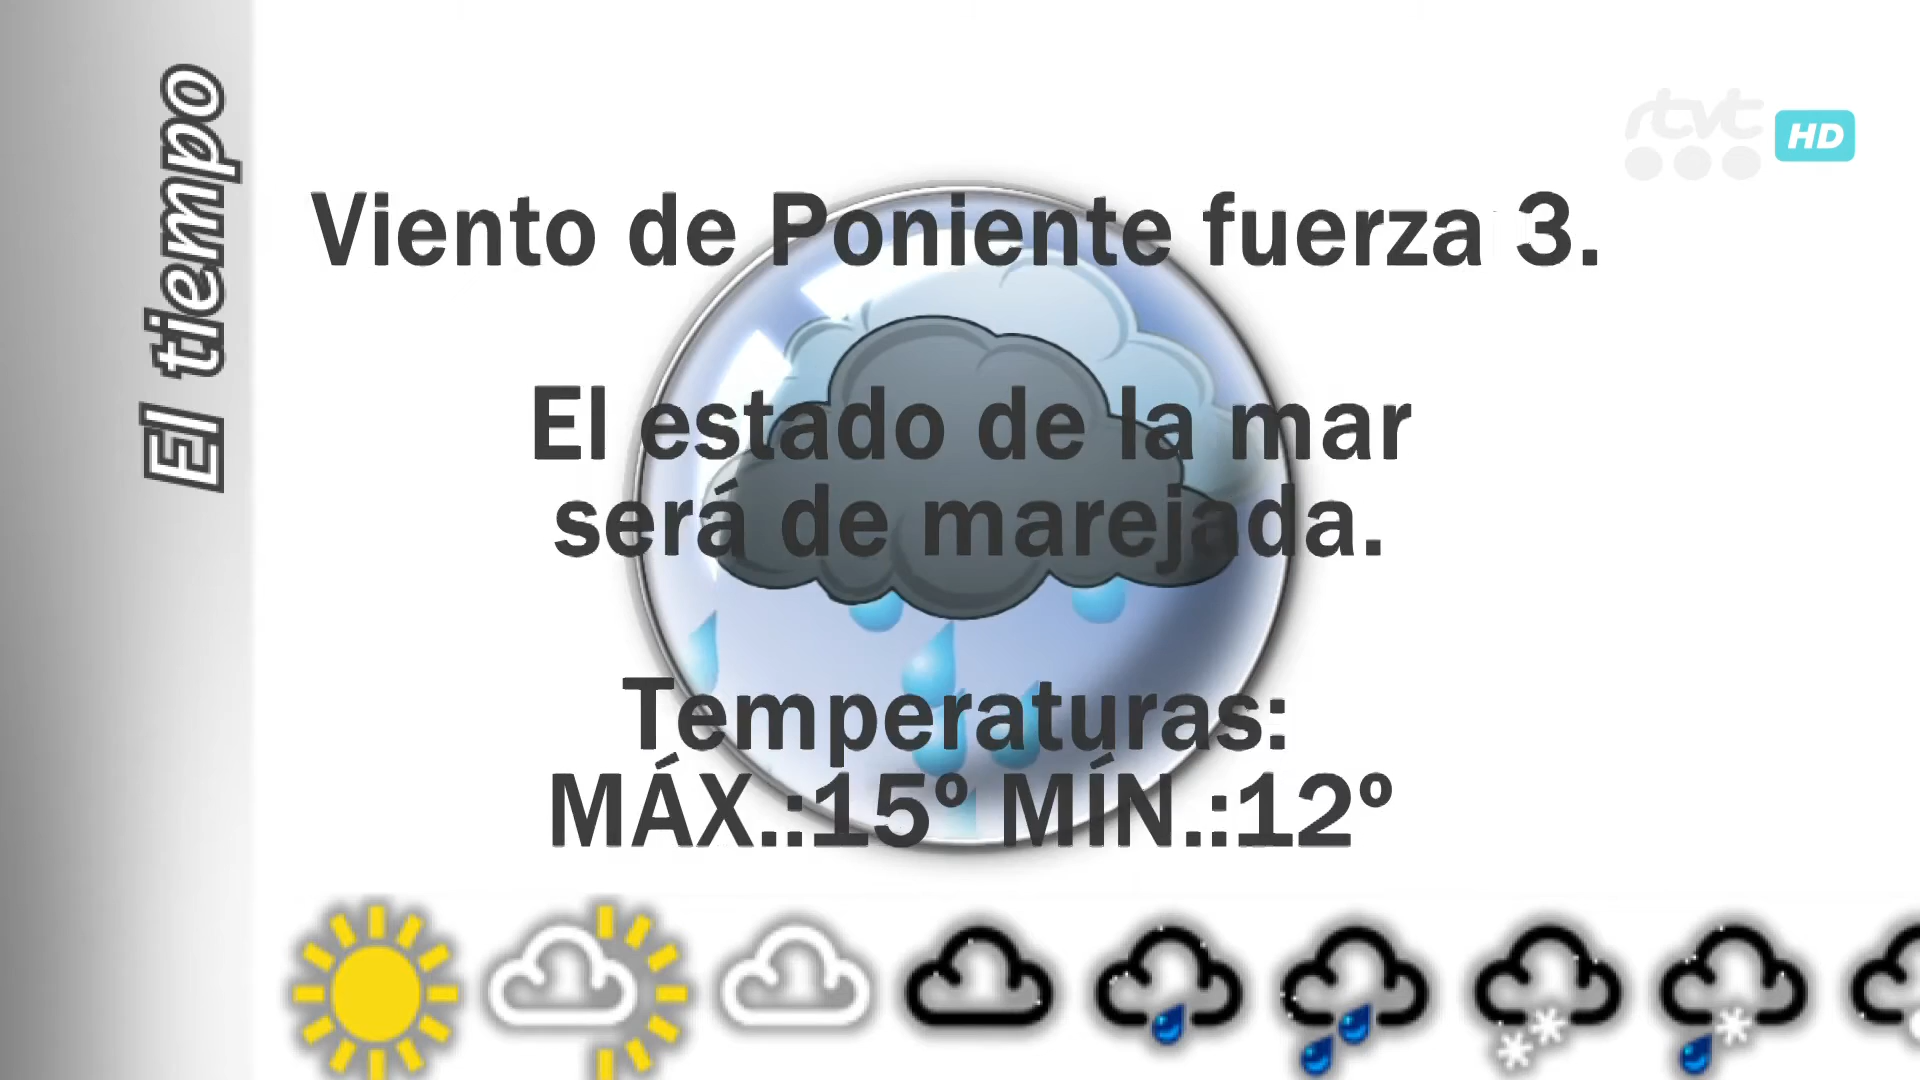 El tiempo
rtvt HD
Viento de Poniente fuerza 3.
El estado de la mar
será de marejada.
Temperaturas:
MÁX.:15º MÍN.:12º